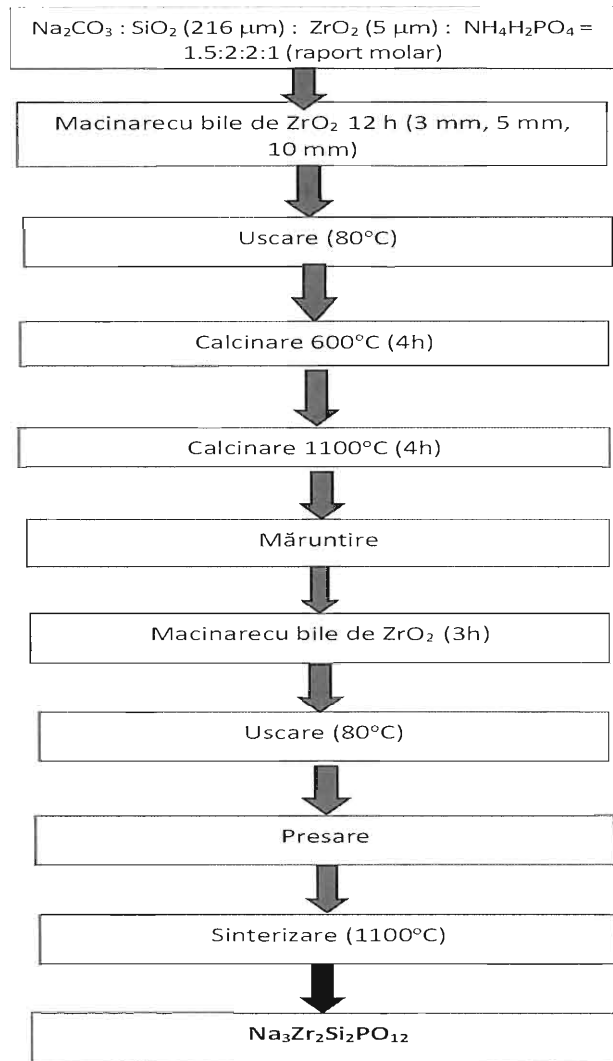 Na₂CO₃ : SiO₂ (216 μm) : ZrO₂ (5 μm) : NH₄H₂PO₄ =
1.5:2:2:1 (raport molar)
Macinarecu bile de ZrO₂ 12 h (3 mm, 5 mm,
10 mm)
Uscare (80°C)
Calcinare 600°C (4h)
Calcinare 1100°C (4h)
Măruntire
Macinarecu bile de ZrO₂ (3h)
Uscare (80°C)
Presare
Sinterizare (1100°C)
Na₃Zr₂Si₂PO₁₂